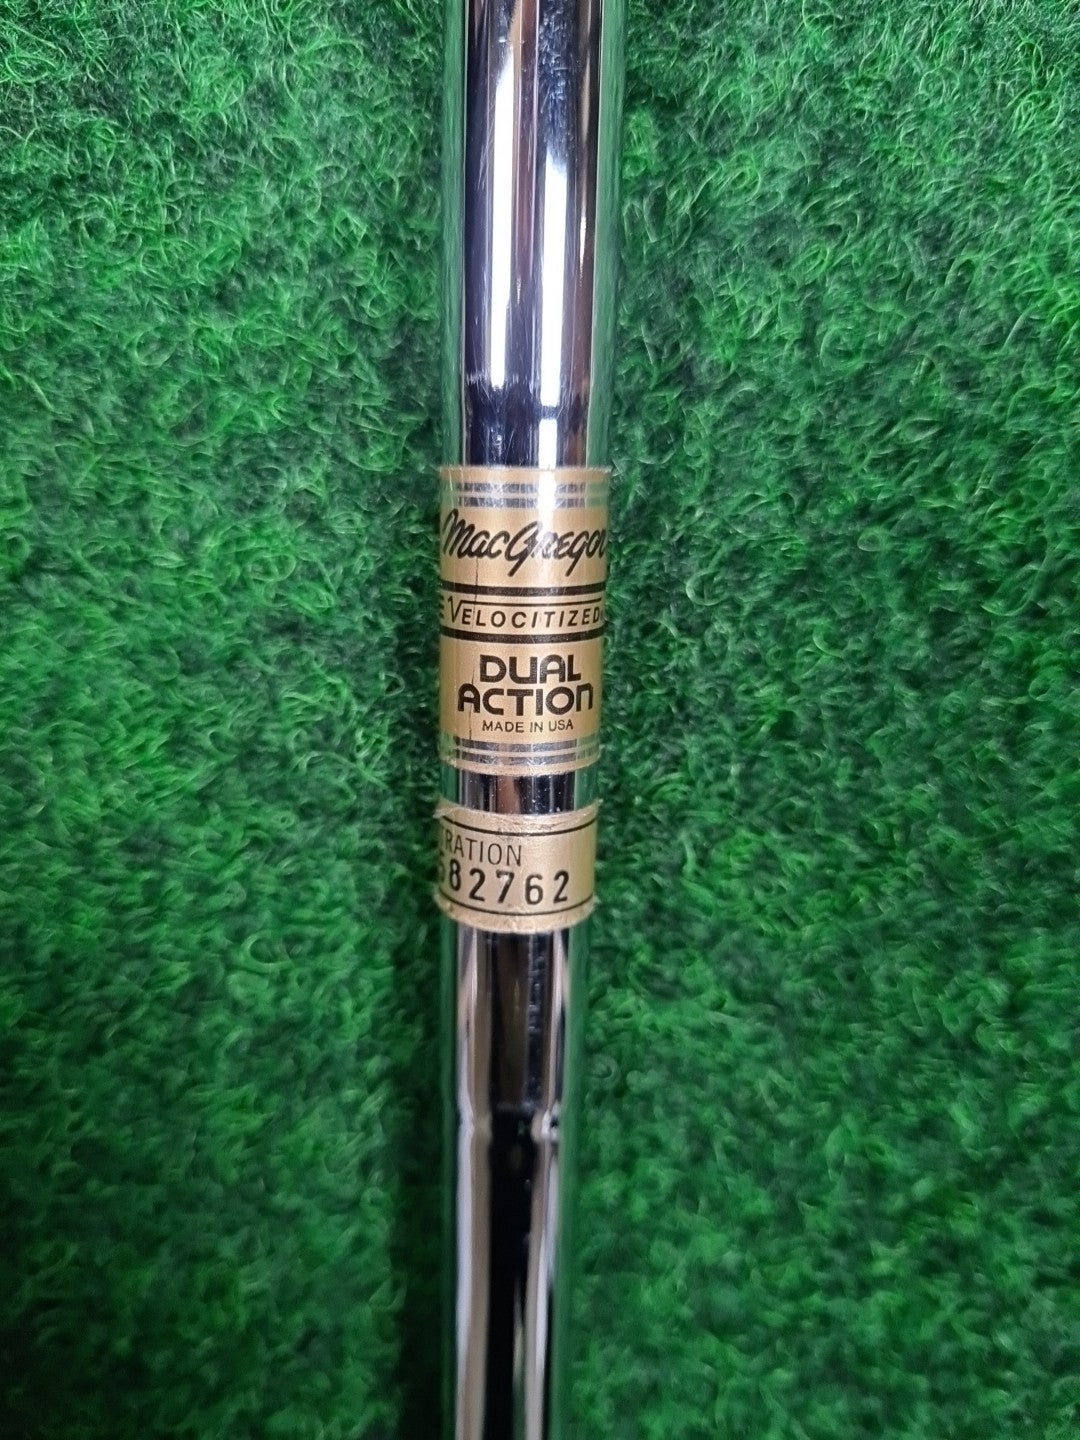 MacGregor
VELOCITIZED
DUAL
ACTION
MADE IN USA
TRATION
582762